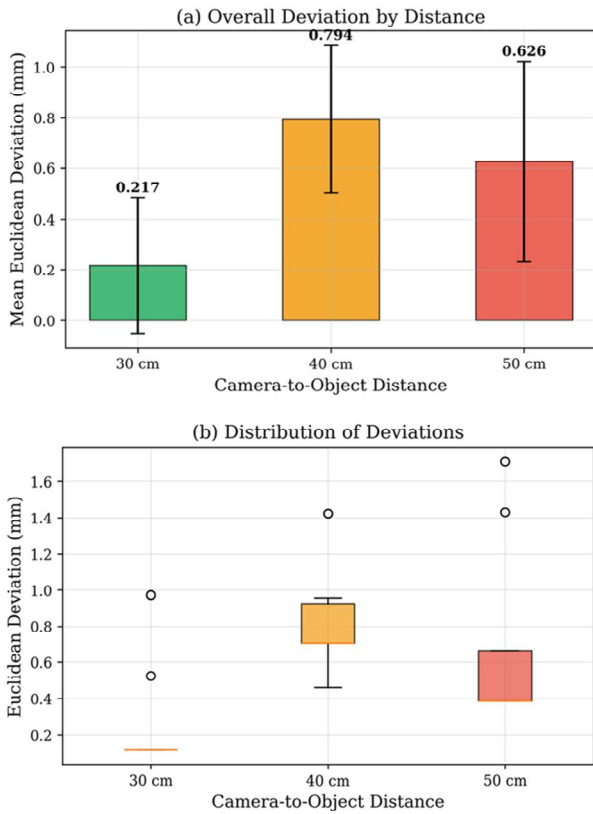 (a) Overall Deviation by Distance
Mean Euclidean Deviation (mm)
1.0
0.8
0.6
0.4
0.2
0.0
0.217
0.794
0.626
30 cm
40 cm
50 cm
Camera-to-Object Distance
(b) Distribution of Deviations
Euclidean Deviation (mm)
1.6
1.4
1.2
1.0
0.8
0.6
0.4
0.2
30 cm
40 cm
50 cm
Camera-to-Object Distance